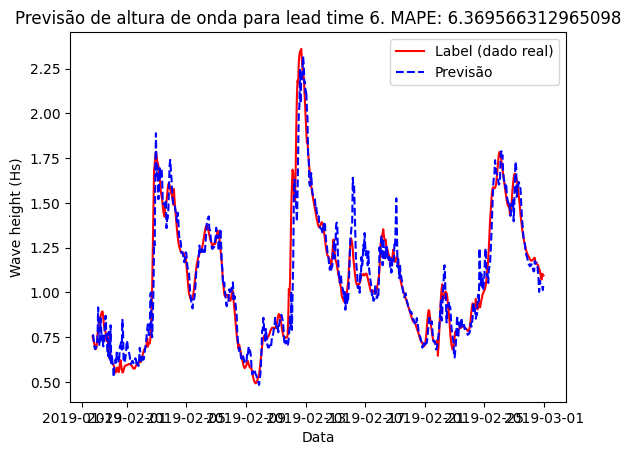 Previsão de altura de onda para lead time 6. MAPE: 6.369566312965098
Label (dado real)
Previsão
2.25
2.00
1.75
1.50
1.25
1.00
0.75
0.50
Wave height (Hs)
2019-01-29 2019-02-01 2019-02-05 2019-02-09 2019-02-13 2019-02-17 2019-02-21 2019-02-25 2019-03-01
Data